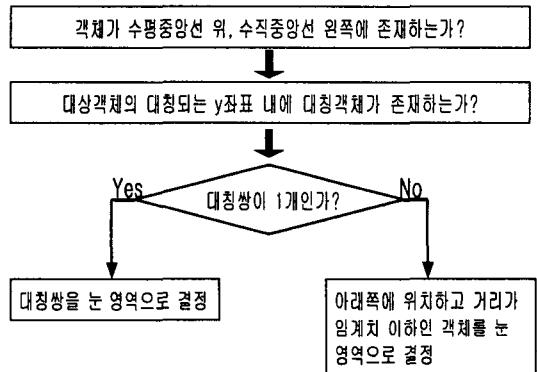 객체가 수평중앙선 위, 수직중앙선 왼쪽에 존재하는가?
대상객체의 대칭되는 y좌표 내에 대칭객체가 존재하는가?
대칭쌍이 1개인가?
Yes
No
대칭쌍을 눈 영역으로 결정
아래쪽에 위치하고 거리가
임계치 이하인 객체를 눈
영역으로 결정